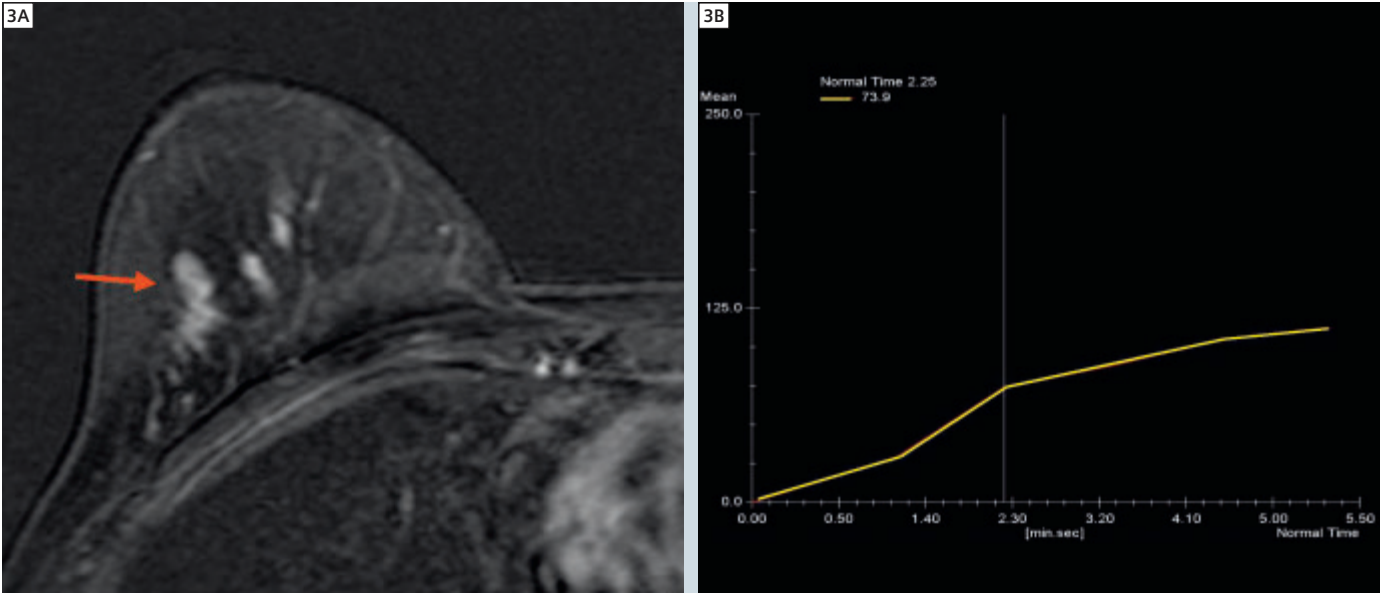 3A
3B
Normal Time 2.25
73.9
Mean
250.0
125.0
0.0
0.00 0.50 1.40 2.30 3.20 4.10 5.00 5.50
[min.sec] Normal Time